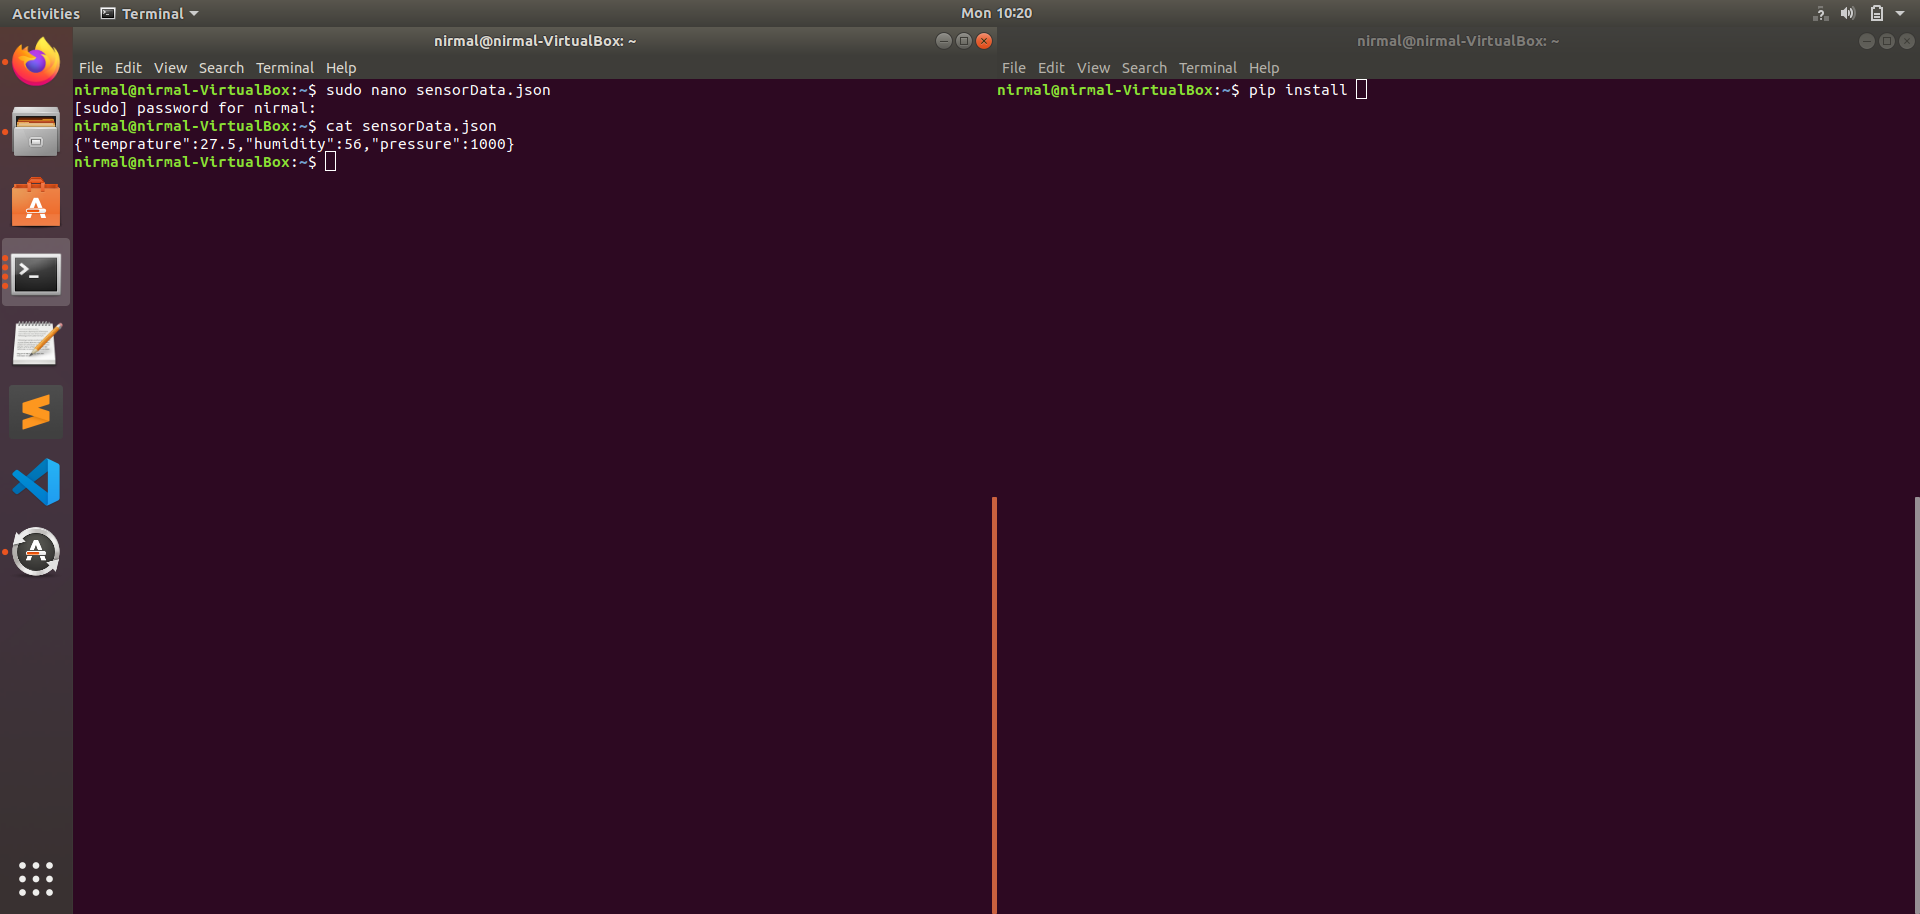 Activities Terminal Mon 10:20
nirmal@nirmal-VirtualBox: ~
File Edit View Search Terminal Help
nirmal@nirmal-VirtualBox:~$ sudo nano sensorData.json
[sudo] password for nirmal:
nirmal@nirmal-VirtualBox:~$ cat sensorData.json
{"temprature":27.5,"humidity":56,"pressure":1000}
nirmal@nirmal-VirtualBox:~$
nirmal@nirmal-VirtualBox: ~
File Edit View Search Terminal Help
nirmal@nirmal-VirtualBox:~$ pip install